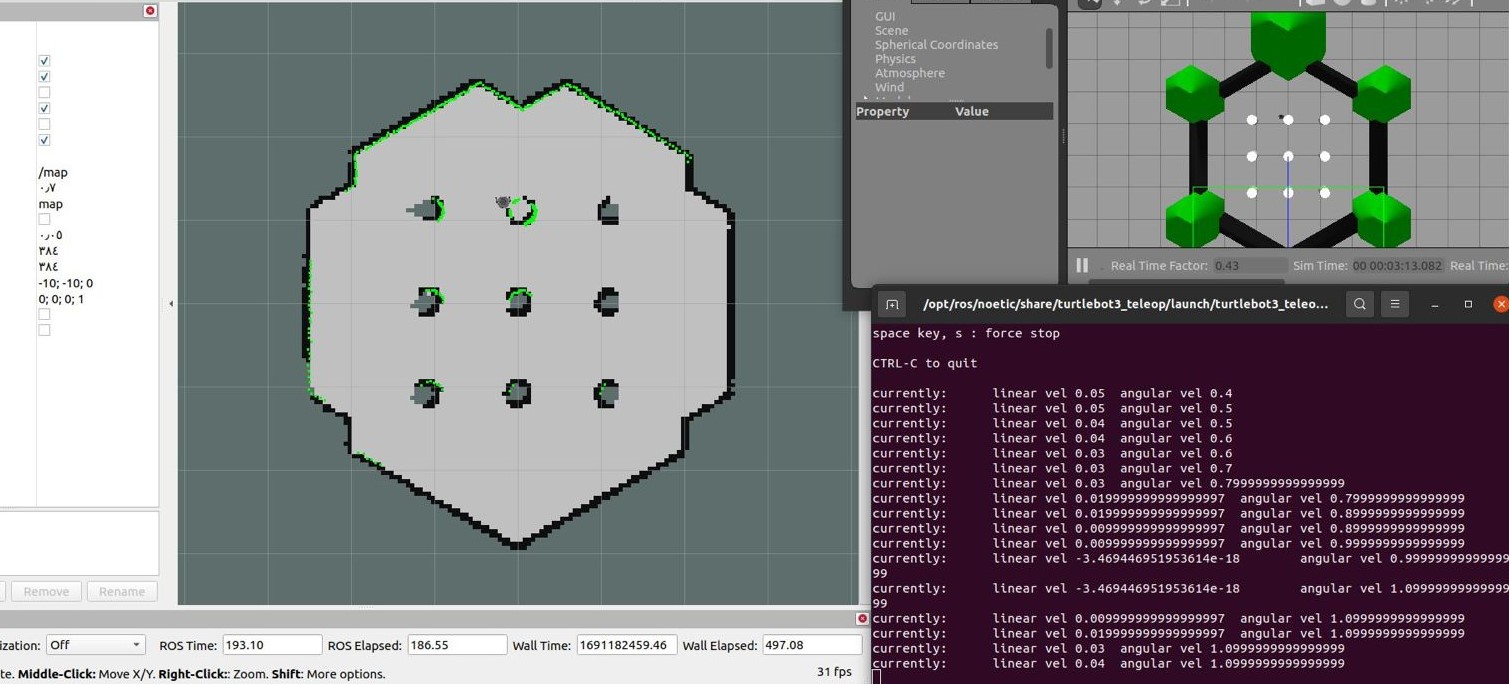 /map
٠٫٧
map
٠٫٠٥
٣٨٤
٣٨٤
-10; -10; 0
0; 0; 0; 1
Remove
Rename
ization:
Off
ROS Time:
193.10
ROS Elapsed:
186.55
Wall Time:
1691182459.46
Wall Elapsed:
497.08
te. Middle-Click: Move X/Y. Right-Click:: Zoom. Shift: More options.
31 fps
GUI
Scene
Spherical Coordinates
Physics
Atmosphere
Wind
Property
Value
Real Time Factor:
0.43
Sim Time:
00 00:03:13.082
Real Time:
/opt/ros/noetic/share/turtlebot3_teleop/launch/turtlebot3_teleo...
space key, s : force stop
CTRL-C to quit
currently: linear vel 0.05 angular vel 0.4
currently: linear vel 0.05 angular vel 0.5
currently: linear vel 0.04 angular vel 0.5
currently: linear vel 0.04 angular vel 0.6
currently: linear vel 0.03 angular vel 0.6
currently: linear vel 0.03 angular vel 0.7
currently: linear vel 0.03 angular vel 0.7999999999999999
currently: linear vel 0.019999999999999997 angular vel 0.7999999999999999
currently: linear vel 0.019999999999999997 angular vel 0.8999999999999999
currently: linear vel 0.009999999999999997 angular vel 0.8999999999999999
currently: linear vel 0.009999999999999997 angular vel 0.9999999999999999
currently: linear vel -3.469446951953614e-18 angular vel 0.99999999999999
99
currently: linear vel -3.469446951953614e-18 angular vel 1.09999999999999
99
currently: linear vel 0.009999999999999997 angular vel 1.0999999999999999
currently: linear vel 0.019999999999999997 angular vel 1.0999999999999999
currently: linear vel 0.03 angular vel 1.0999999999999999
currently: linear vel 0.04 angular vel 1.0999999999999999